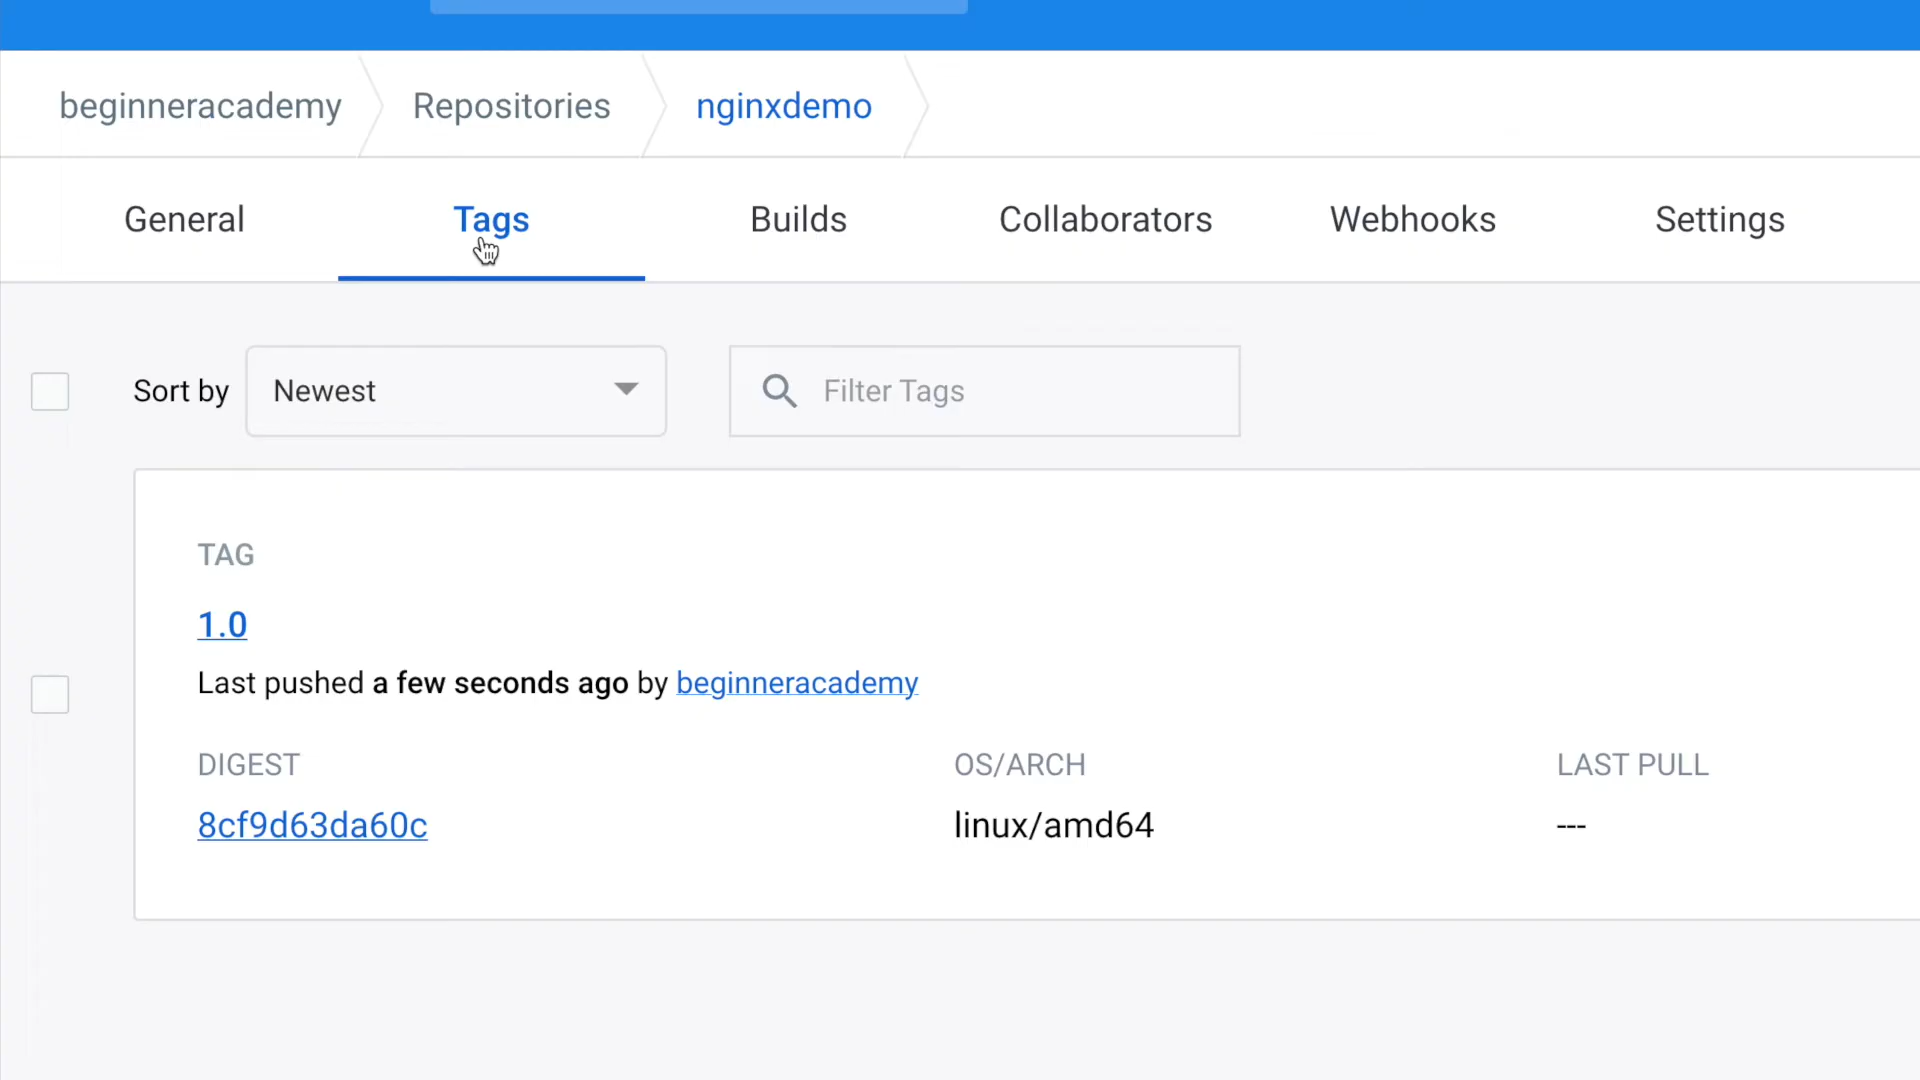 beginneracademy Repositories nginxdemo
General Tags Builds Collaborators Webhooks Settings
Sort by Newest Filter Tags
TAG
1.0
Last pushed a few seconds ago by beginneracademy
DIGEST OS/ARCH LAST PULL
8cf9d63da60c linux/amd64 ---